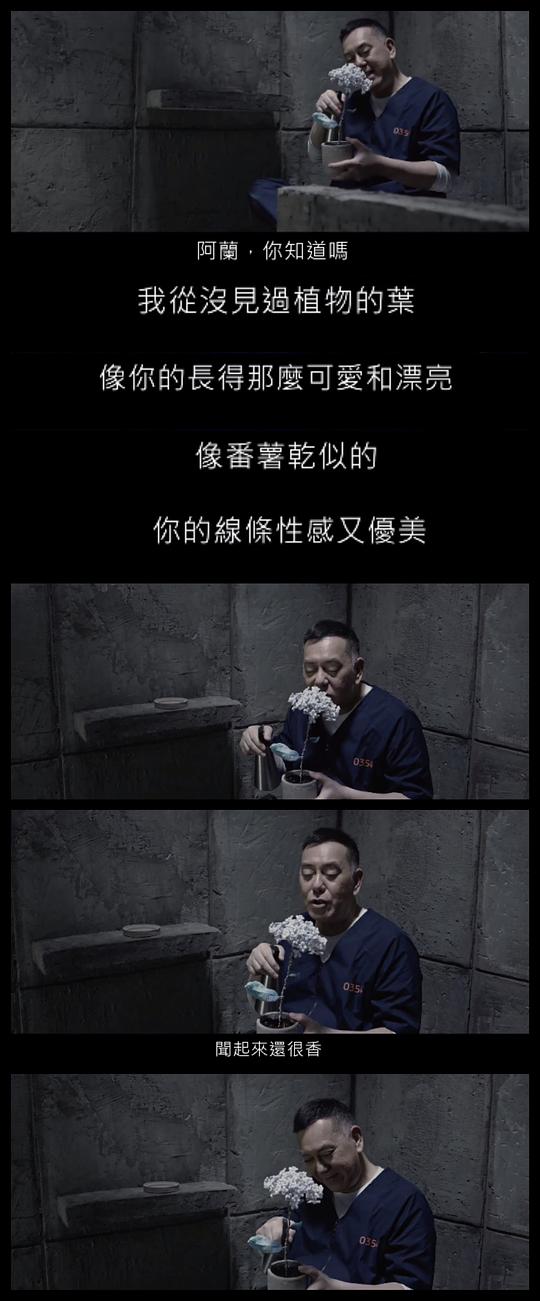 阿蘭，你知道嗎
我從沒見過植物的葉
像你的長得那麼可愛和漂亮
像番薯乾似的
你的線條性感又優美
0354
0354
聞起來還很香